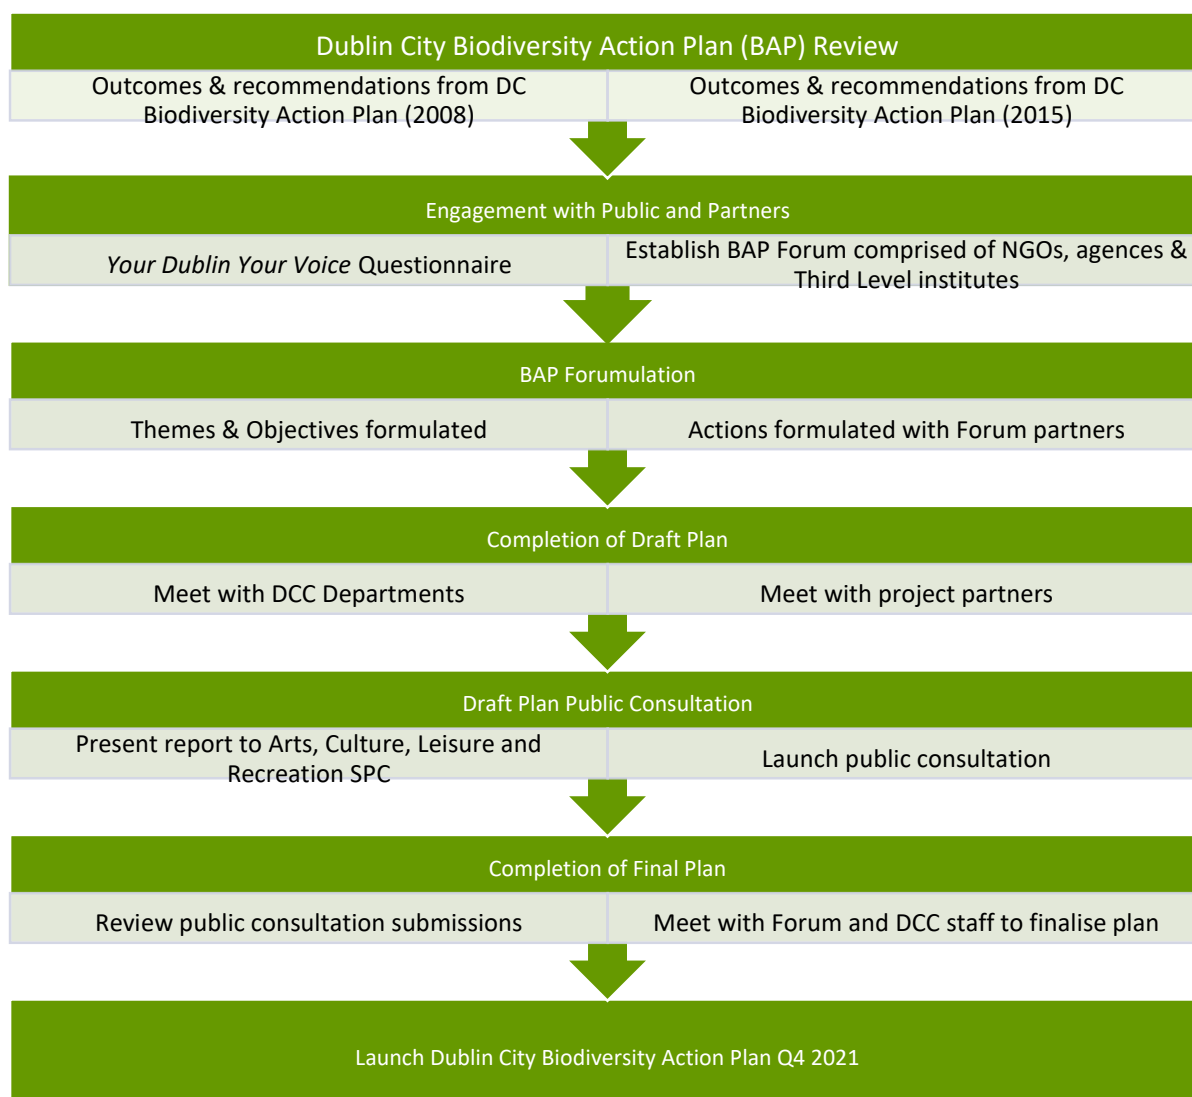 Dublin City Biodiversity Action Plan (BAP) Review
Outcomes & recommendations from DC
Biodiversity Action Plan (2008)
Outcomes & recommendations from DC
Biodiversity Action Plan (2015)
Engagement with Public and Partners
Your Dublin Your Voice Questionnaire
Establish BAP Forum comprised of NGOs, agences &
Third Level institutes
BAP Forumulation
Themes & Objectives formulated
Actions formulated with Forum partners
Completion of Draft Plan
Meet with DCC Departments
Meet with project partners
Draft Plan Public Consultation
Present report to Arts, Culture, Leisure and
Recreation SPC
Launch public consultation
Completion of Final Plan
Review public consultation submissions
Meet with Forum and DCC staff to finalise plan
Launch Dublin City Biodiversity Action Plan Q4 2021